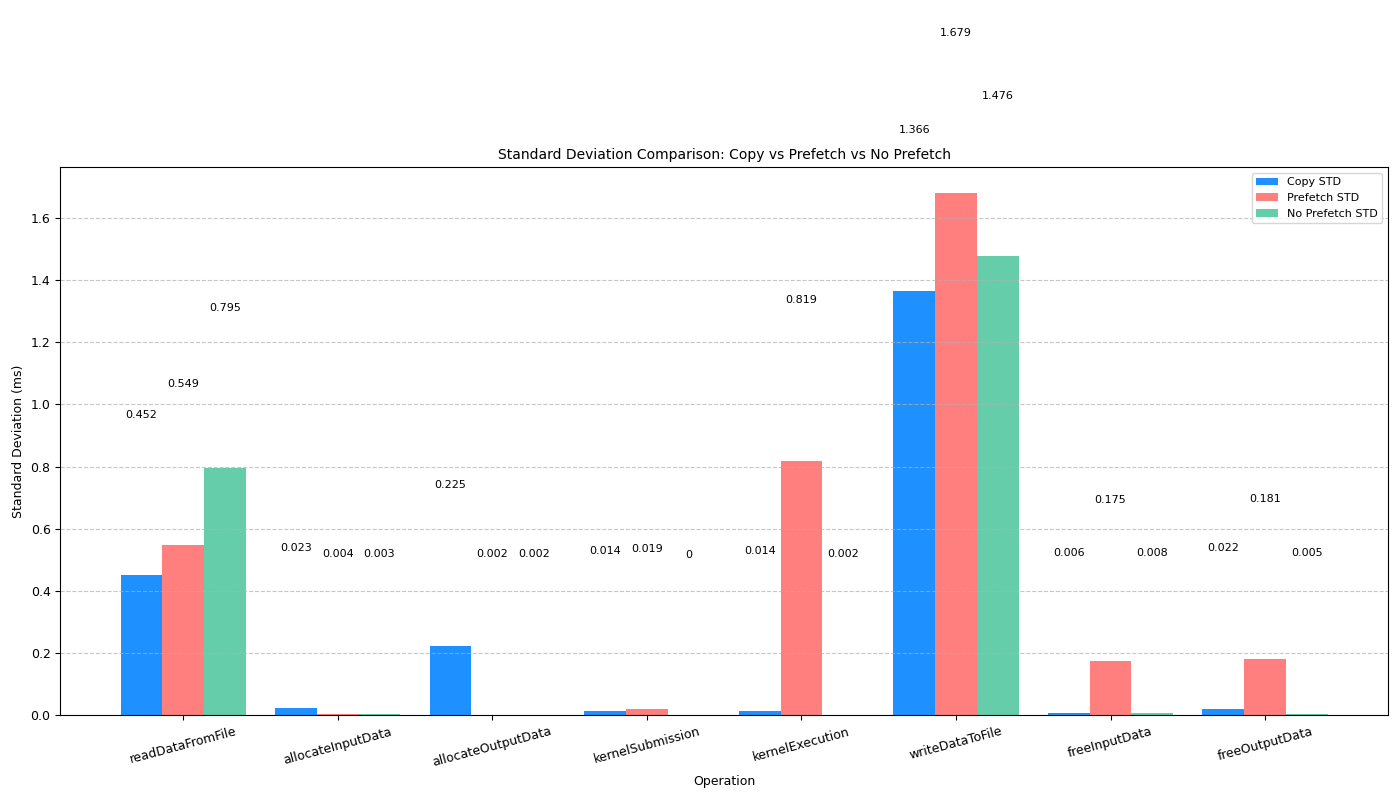 1.679
1.476
1.366
Standard Deviation Comparison: Copy vs Prefetch vs No Prefetch
Copy STD
Prefetch STD
No Prefetch STD
Standard Deviation (ms)
1.6
1.4
1.2
1.0
0.8
0.6
0.4
0.2
0.0
0.452
0.549
0.795
0.023
0.004
0.003
0.225
0.002
0.002
0.014
0.019
0
0.014
0.819
0.002
0.006
0.175
0.008
0.022
0.181
0.005
readDataFromFile
allocateInputData
allocateOutputData
kernelSubmission
kernelExecution
writeDataToFile
freeInputData
freeOutputData
Operation